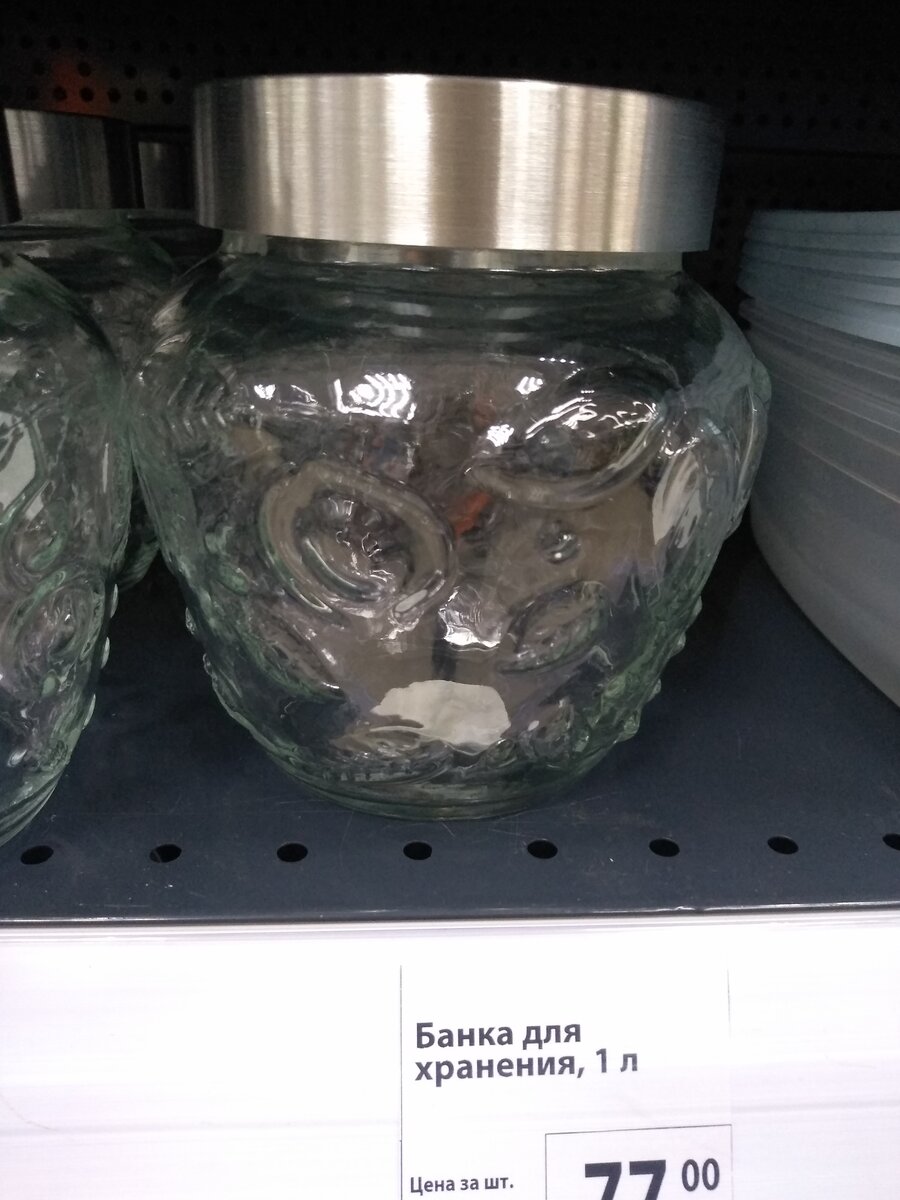 Банка для
хранения, 1 л
Цена за шт.
77 00